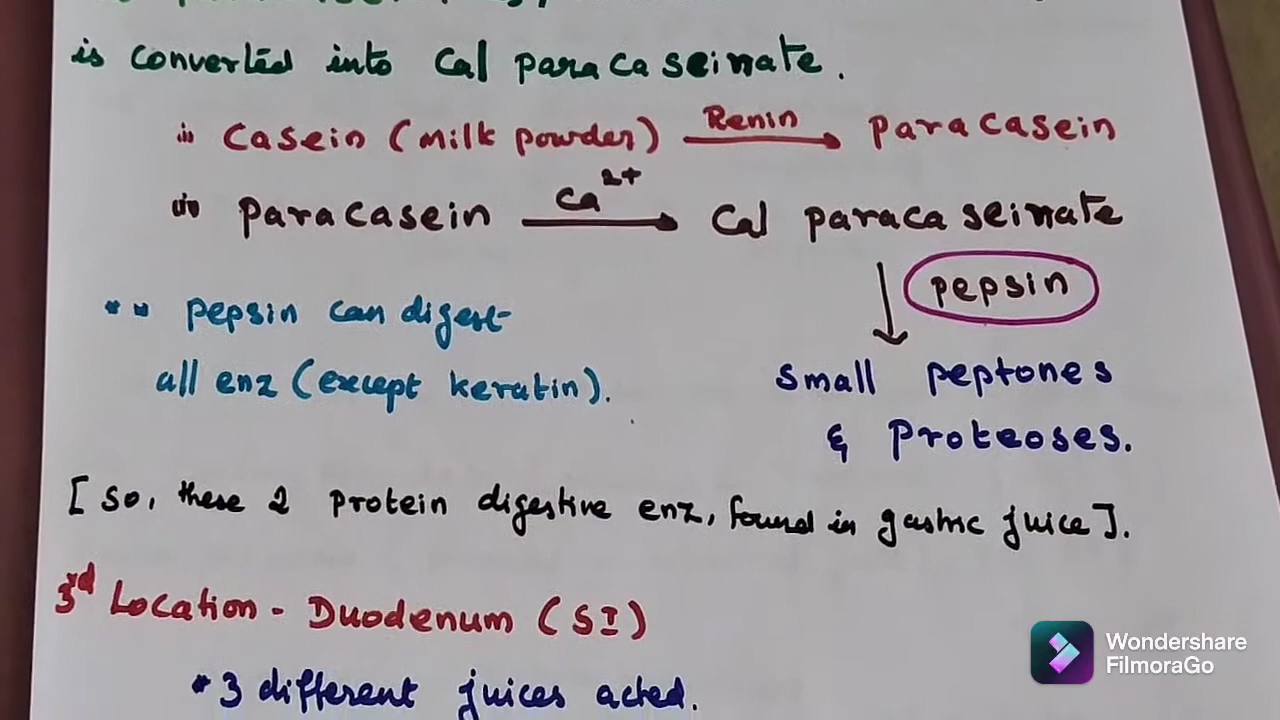 is converted into Cal paracaseinate.
i. Casein (milk powder) Renin → paracasein
ii. paracasein Ca²⁺ → Cal paracaseinate
↓ pepsin
** pepsin can digest
all enz (except keratin).
small peptones
& Proteoses.
[So, these 2 protein digestive enz, found in gastric juice].
3rd Location - Duodenum (SI)
* 3 different juices acted.
Wondershare
FilmoraGo